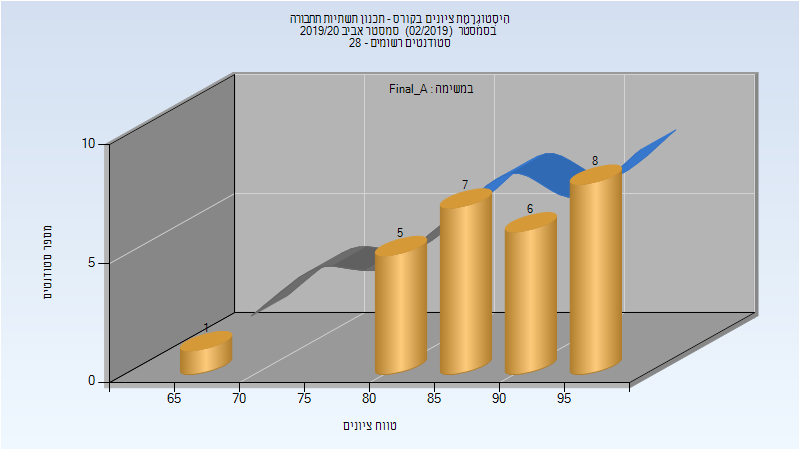 היסטוגרמת ציונים בקורס - תכנון תשתיות תחבורה
בסמסטר (02/2019) סמסטר אביב 2019/20
סטודנטים רשומים - 28
במשימה : Final_A
מספר סטודנטים
10
5
0
1
5
7
6
8
65 70 75 80 85 90 95
טווח ציונים